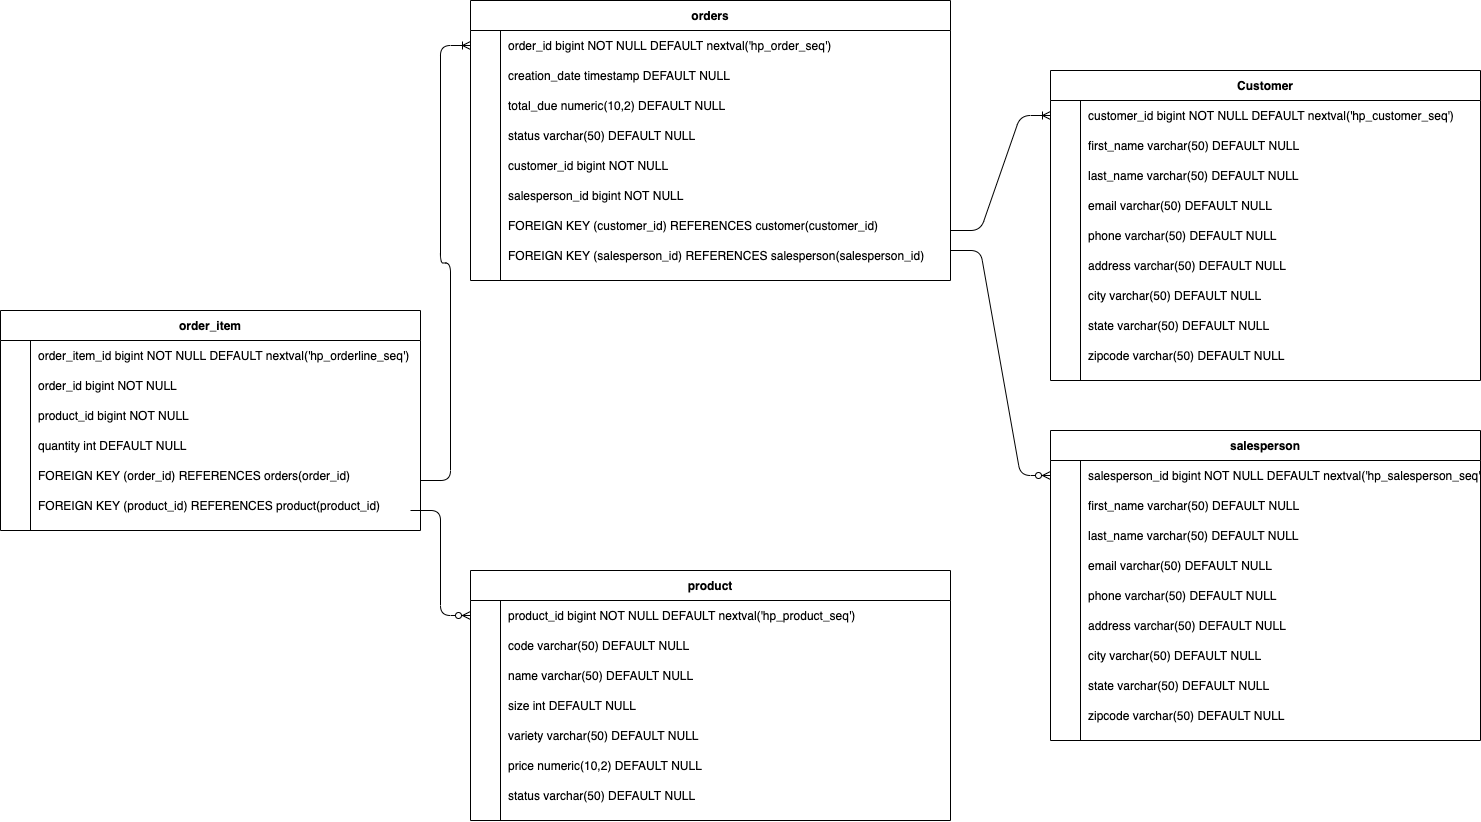 orders
order_id bigint NOT NULL DEFAULT nextval('hp_order_seq')
creation_date timestamp DEFAULT NULL
total_due numeric(10,2) DEFAULT NULL
status varchar(50) DEFAULT NULL
customer_id bigint NOT NULL
salesperson_id bigint NOT NULL
FOREIGN KEY (customer_id) REFERENCES customer(customer_id)
FOREIGN KEY (salesperson_id) REFERENCES salesperson(salesperson_id)
Customer
customer_id bigint NOT NULL DEFAULT nextval('hp_customer_seq')
first_name varchar(50) DEFAULT NULL
last_name varchar(50) DEFAULT NULL
email varchar(50) DEFAULT NULL
phone varchar(50) DEFAULT NULL
address varchar(50) DEFAULT NULL
city varchar(50) DEFAULT NULL
state varchar(50) DEFAULT NULL
zipcode varchar(50) DEFAULT NULL
order_item
order_item_id bigint NOT NULL DEFAULT nextval('hp_orderline_seq')
order_id bigint NOT NULL
product_id bigint NOT NULL
quantity int DEFAULT NULL
FOREIGN KEY (order_id) REFERENCES orders(order_id)
FOREIGN KEY (product_id) REFERENCES product(product_id)
salesperson
salesperson_id bigint NOT NULL DEFAULT nextval('hp_salesperson_seq'
first_name varchar(50) DEFAULT NULL
last_name varchar(50) DEFAULT NULL
email varchar(50) DEFAULT NULL
phone varchar(50) DEFAULT NULL
address varchar(50) DEFAULT NULL
city varchar(50) DEFAULT NULL
state varchar(50) DEFAULT NULL
zipcode varchar(50) DEFAULT NULL
product
product_id bigint NOT NULL DEFAULT nextval('hp_product_seq')
code varchar(50) DEFAULT NULL
name varchar(50) DEFAULT NULL
size int DEFAULT NULL
variety varchar(50) DEFAULT NULL
price numeric(10,2) DEFAULT NULL
status varchar(50) DEFAULT NULL